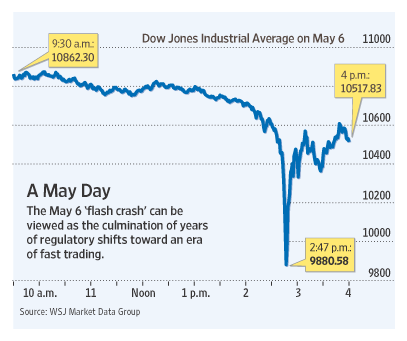 Dow Jones Industrial Average on May 6
11000
9:30 a.m.:
10862.30
4 p.m.:
10517.83
10600
10400
A May Day
The May 6 ‘flash crash’ can be
viewed as the culmination of years
of regulatory shifts toward an era
of fast trading.
10200
10000
2:47 p.m.:
9880.58
9800
10 a.m. 11 Noon 1 p.m. 2 3 4
Source: WSJ Market Data Group